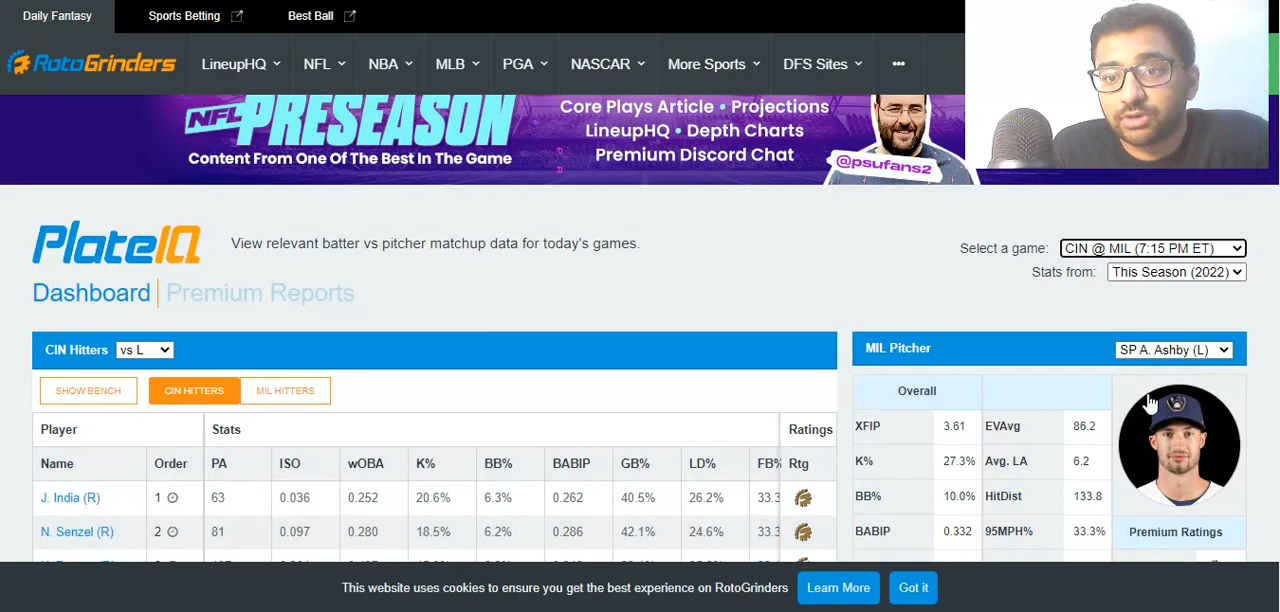 Daily Fantasy Sports Betting Best Ball
RotoGrinders LineupHQ NFL NBA MLB PGA NASCAR More Sports DFS Sites •••
NFL PRESEASON
Content From One Of The Best In The Game
Core Plays Article • Projections
LineupHQ • Depth Charts
Premium Discord Chat
@psufans2
PlateIQ View relevant batter vs pitcher matchup data for today's games.
Select a game: CIN @ MIL (7:15 PM ET)
Stats from: This Season (2022)
Dashboard Premium Reports
CIN Hitters vs L
SHOW BENCH CIN HITTERS MIL HITTERS
Player Stats Ratings
Name Order PA ISO wOBA K% BB% BABIP GB% LD% FB% Rtg
J. India (R) 1 63 0.036 0.252 20.6% 6.3% 0.262 40.5% 26.2% 33.3
N. Senzel (R) 2 81 0.097 0.280 18.5% 6.2% 0.286 42.1% 24.6% 33.3
MIL Pitcher SP A. Ashby (L)
Overall
XFIP 3.61 EVAvg 86.2
K% 27.3% Avg. LA 6.2
BB% 10.0% HitDist 133.8
BABIP 0.332 95MPH% 33.3%
Premium Ratings
This website uses cookies to ensure you get the best experience on RotoGrinders Learn More Got it